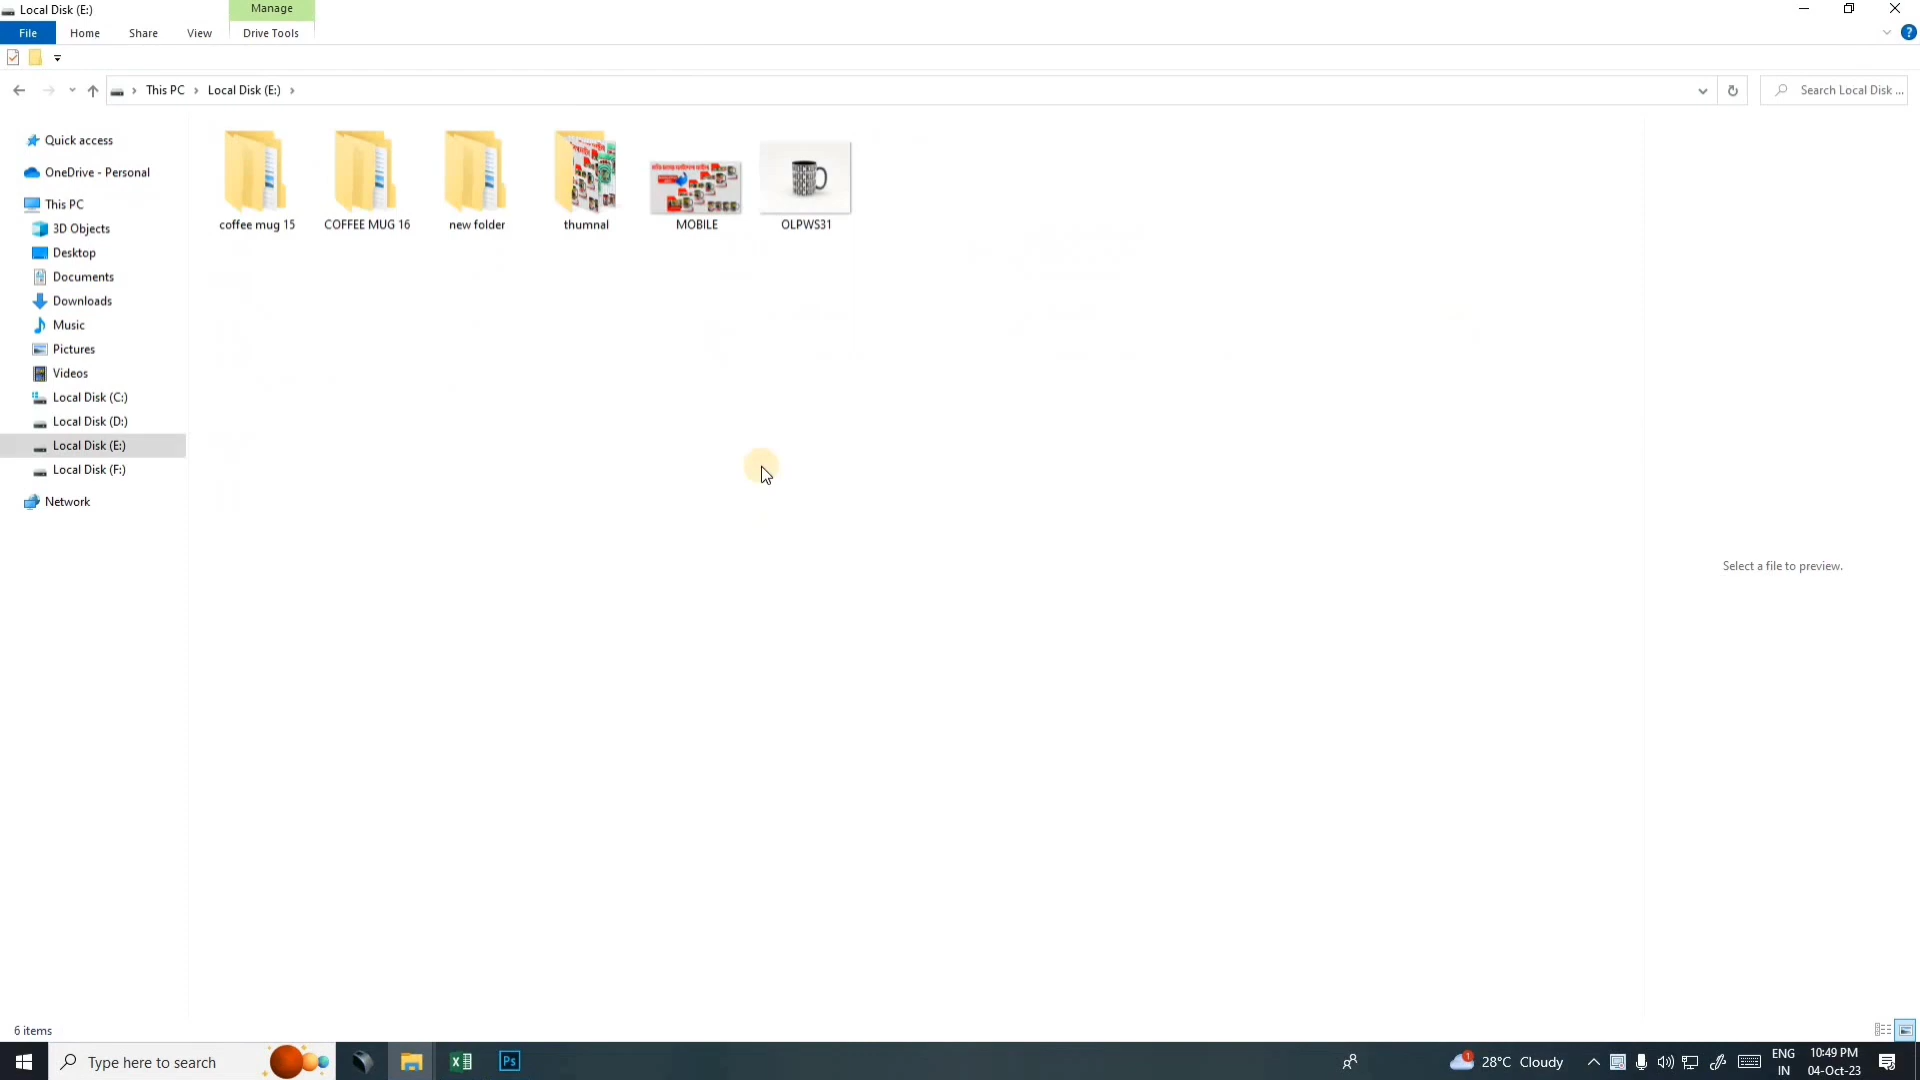 Local Disk (E:)
Manage
File
Home
Share
View
Drive Tools
This PC
Local Disk (E:)
Search Local Disk ...
Quick access
OneDrive - Personal
This PC
3D Objects
Desktop
Documents
Downloads
Music
Pictures
Videos
Local Disk (C:)
Local Disk (D:)
Local Disk (E:)
Local Disk (F:)
Network
coffee mug 15
COFFEE MUG 16
new folder
thumnal
MOBILE
OLPWS31
Select a file to preview.
6 items
Type here to search
Ps
1
28°C Cloudy
ENG
IN
10:49 PM
04-Oct-23